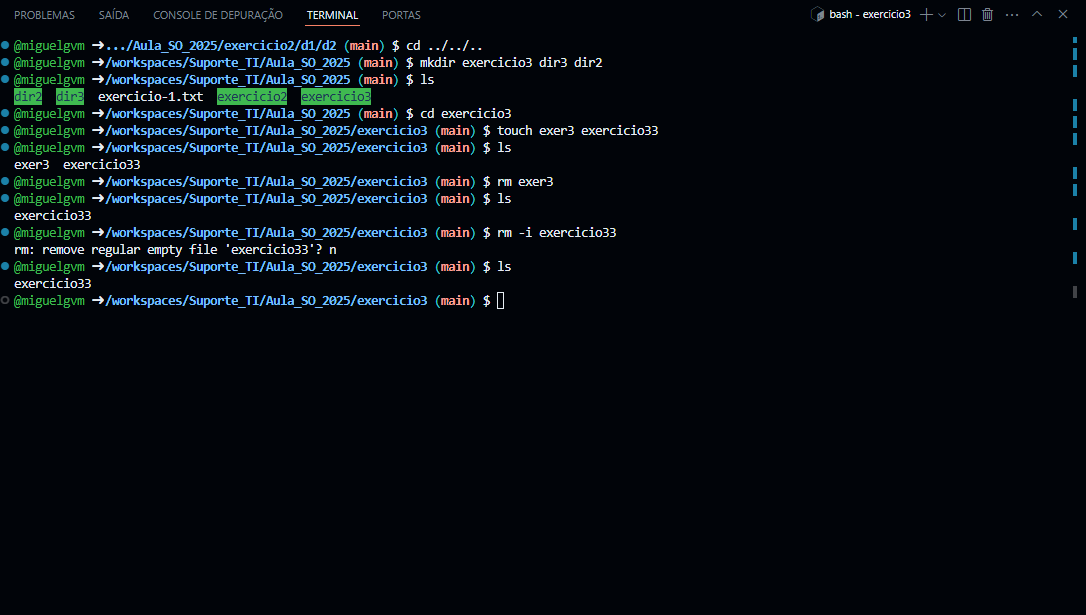 PROBLEMAS SAÍDA CONSOLE DE DEPURAÇÃO TERMINAL PORTAS bash - exercicio3
@miguelgvm ➜.../Aula_SO_2025/exercicio2/d1/d2 (main) $ cd ../../..
@miguelgvm ➜/workspaces/Suporte_TI/Aula_SO_2025 (main) $ mkdir exercicio3 dir3 dir2
@miguelgvm ➜/workspaces/Suporte_TI/Aula_SO_2025 (main) $ ls
dir2 dir3 exercicio-1.txt exercicio2 exercicio3
@miguelgvm ➜/workspaces/Suporte_TI/Aula_SO_2025 (main) $ cd exercicio3
@miguelgvm ➜/workspaces/Suporte_TI/Aula_SO_2025/exercicio3 (main) $ touch exer3 exercicio33
@miguelgvm ➜/workspaces/Suporte_TI/Aula_SO_2025/exercicio3 (main) $ ls
exer3 exercicio33
@miguelgvm ➜/workspaces/Suporte_TI/Aula_SO_2025/exercicio3 (main) $ rm exer3
@miguelgvm ➜/workspaces/Suporte_TI/Aula_SO_2025/exercicio3 (main) $ ls
exercicio33
@miguelgvm ➜/workspaces/Suporte_TI/Aula_SO_2025/exercicio3 (main) $ rm -i exercicio33
rm: remove regular empty file 'exercicio33'? n
@miguelgvm ➜/workspaces/Suporte_TI/Aula_SO_2025/exercicio3 (main) $ ls
exercicio33
@miguelgvm ➜/workspaces/Suporte_TI/Aula_SO_2025/exercicio3 (main) $